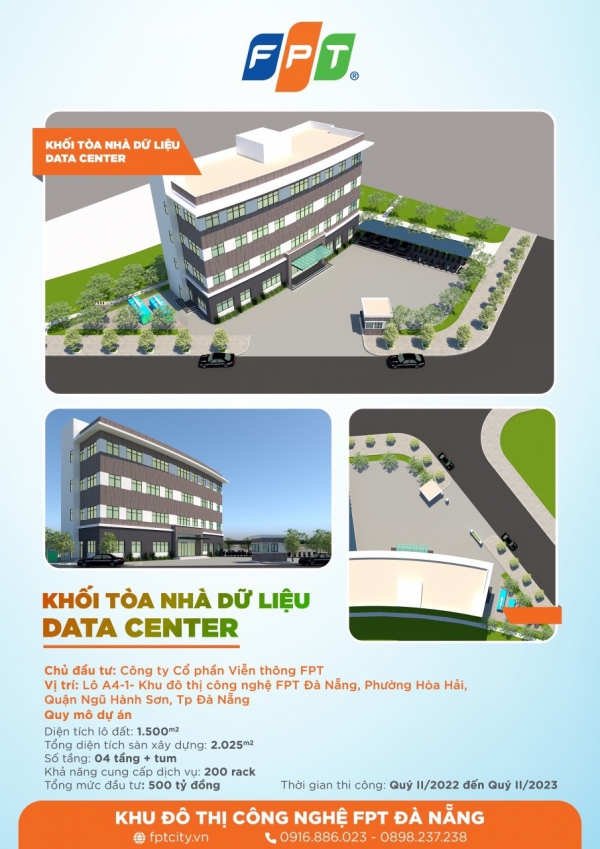 FPT®
KHỐI TÒA NHÀ DỮ LIỆU
DATA CENTER
KHỐI TÒA NHÀ DỮ LIỆU
DATA CENTER
Chủ đầu tư: Công ty Cổ phần Viễn thông FPT
Vị trí: Lô A4-1- Khu đô thị công nghệ FPT Đà Nẵng, Phường Hòa Hải,
Quận Ngũ Hành Sơn, Tp Đà Nẵng
Quy mô dự án
Diện tích lô đất: 1.500m²
Tổng diện tích sàn xây dựng: 2.025m²
Số tầng: 04 tầng + tum
Khả năng cung cấp dịch vụ: 200 rack
Tổng mức đầu tư: 500 tỷ đồng
Thời gian thi công: Quý II/2022 đến Quý II/2023
KHU ĐÔ THỊ CÔNG NGHỆ FPT ĐÀ NẴNG
fptcity.vn 0916.886.023 - 0898.237.238